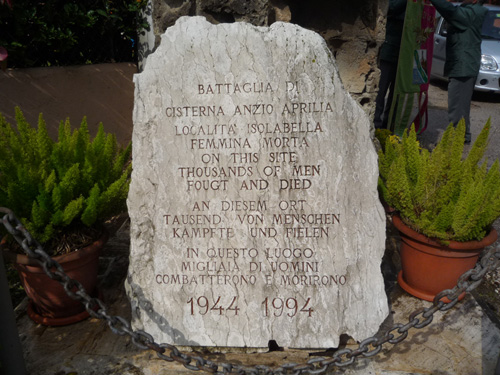 BATTAGLIA DI
CISTERNA ANZIO APRILIA
LOCALITA' ISOLABELLA
FEMMINA MORTA
ON THIS SITE
THOUSANDS OF MEN
FOUGT AND DIED
AN DIESEM ORT
TAUSEND VON MENSCHEN
KAMPFTE UND FIELEN
IN QUESTO LUOGO
MIGLIAIA DI UOMINI
COMBATTERONO E MORIRONO
1944 1994